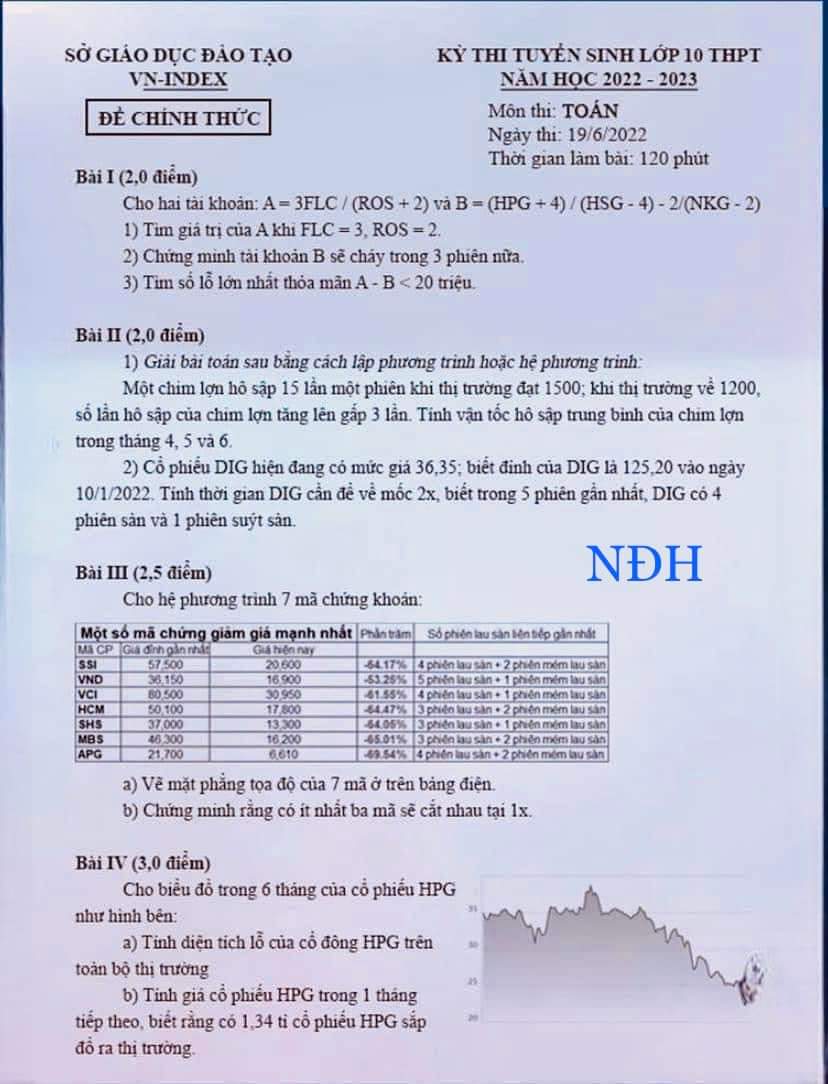 SỞ GIÁO DỤC ĐÀO TẠO
VN-INDEX
ĐỀ CHÍNH THỨC
KỲ THI TUYỂN SINH LỚP 10 THPT
NĂM HỌC 2022 - 2023
Môn thi: TOÁN
Ngày thi: 19/6/2022
Thời gian làm bài: 120 phút
Bài I (2,0 điểm)
Cho hai tài khoản: A = 3FLC / (ROS + 2) và B = (HPG + 4) / (HSG - 4) - 2/(NKG - 2)
1) Tìm giá trị của A khi FLC = 3, ROS = 2.
2) Chứng minh tài khoản B sẽ cháy trong 3 phiên nữa.
3) Tìm số lỗ lớn nhất thỏa mãn A - B < 20 triệu.
Bài II (2,0 điểm)
1) Giải bài toán sau bằng cách lập phương trình hoặc hệ phương trình:
Một chim lợn hô sập 15 lần một phiên khi thị trường đạt 1500; khi thị trường về 1200,
số lần hô sập của chim lợn tăng lên gấp 3 lần. Tính vận tốc hô sập trung bình của chim lợn
trong tháng 4, 5 và 6.
2) Cổ phiếu DIG hiện đang có mức giá 36,35; biết đỉnh của DIG là 125,20 vào ngày
10/1/2022. Tính thời gian DIG cần để về mốc 2x, biết trong 5 phiên gần nhất, DIG có 4
phiên sàn và 1 phiên suýt sàn.
NĐH
Bài III (2,5 điểm)
Cho hệ phương trình 7 mã chứng khoán:
Một số mã chứng giảm giá mạnh nhất Phần trăm Số phiên lau sàn liên tiếp gần nhất
Mã CP Giá đỉnh gần nhất Giá hiện nay
SSI 57,500 20,600 -64.17% 4 phiên lau sàn + 2 phiên mém lau sàn
VND 36,150 16,900 -53.25% 5 phiên lau sàn + 1 phiên mém lau sàn
VCI 80,500 30,950 -61.55% 4 phiên lau sàn + 1 phiên mém lau sàn
HCM 50,100 17,800 -64.47% 3 phiên lau sàn + 2 phiên mém lau sàn
SHS 37,000 13,300 -64.05% 3 phiên lau sàn + 1 phiên mém lau sàn
MBS 46,300 16,200 -65.01% 3 phiên lau sàn + 2 phiên mém lau sàn
APG 21,700 6,610 -69.54% 4 phiên lau sàn + 2 phiên mém lau sàn
a) Vẽ mặt phẳng tọa độ của 7 mã ở trên bảng điện.
b) Chứng minh rằng có ít nhất ba mã sẽ cắt nhau tại 1x.
Bài IV (3,0 điểm)
Cho biểu đồ trong 6 tháng của cổ phiếu HPG
như hình bên:
a) Tính diện tích lỗ của cổ đông HPG trên
toàn bộ thị trường
b) Tính giá cổ phiếu HPG trong 1 tháng
tiếp theo, biết rằng có 1,34 tỉ cổ phiếu HPG sắp
đổ ra thị trường.
35
30
25
20